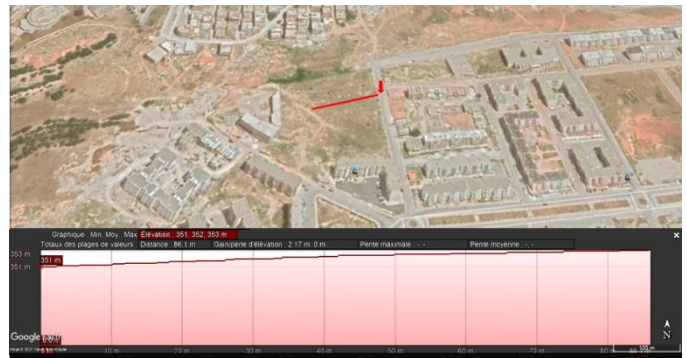 Graphique : Min. Moy., Max Élévation : 351, 352, 353 m
Totaux des plages de valeurs Distance : 86.1 m Gain/perte d'élévation : 2.17 m, 0 m Pente maximale : -, - Pente moyenne : -, -
353 m
351 m 351 m
Google
10 m 20 m 30 m 40 m 50 m 60 m 70 m 80 m
N
100 m